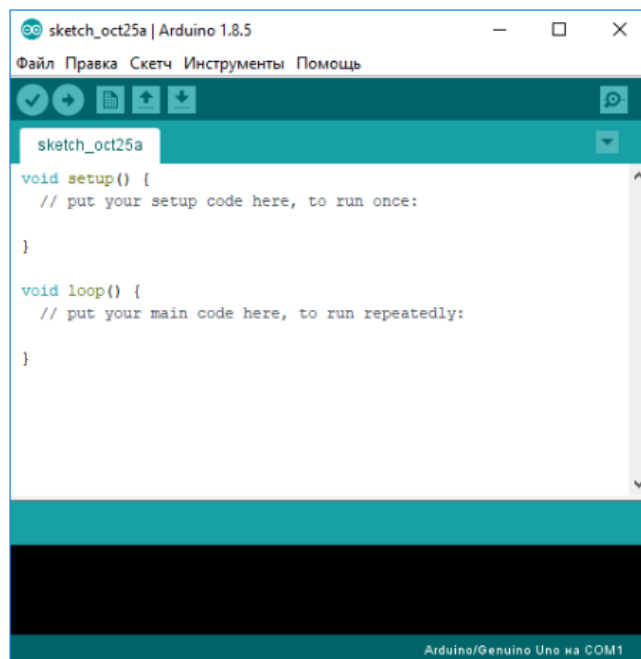 sketch_oct25a | Arduino 1.8.5
Файл Правка Скетч Инструменты Помощь
sketch_oct25a
void setup() {
// put your setup code here, to run once:
}
void loop() {
// put your main code here, to run repeatedly:
}
Arduino/Genuino Uno на COM1